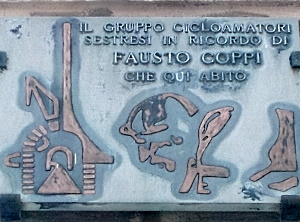 IL GRUPPO CICLOAMATORI
SESTRESI IN RICORDO DI
FAUSTO COPPI
CHE QUI ABITÒ